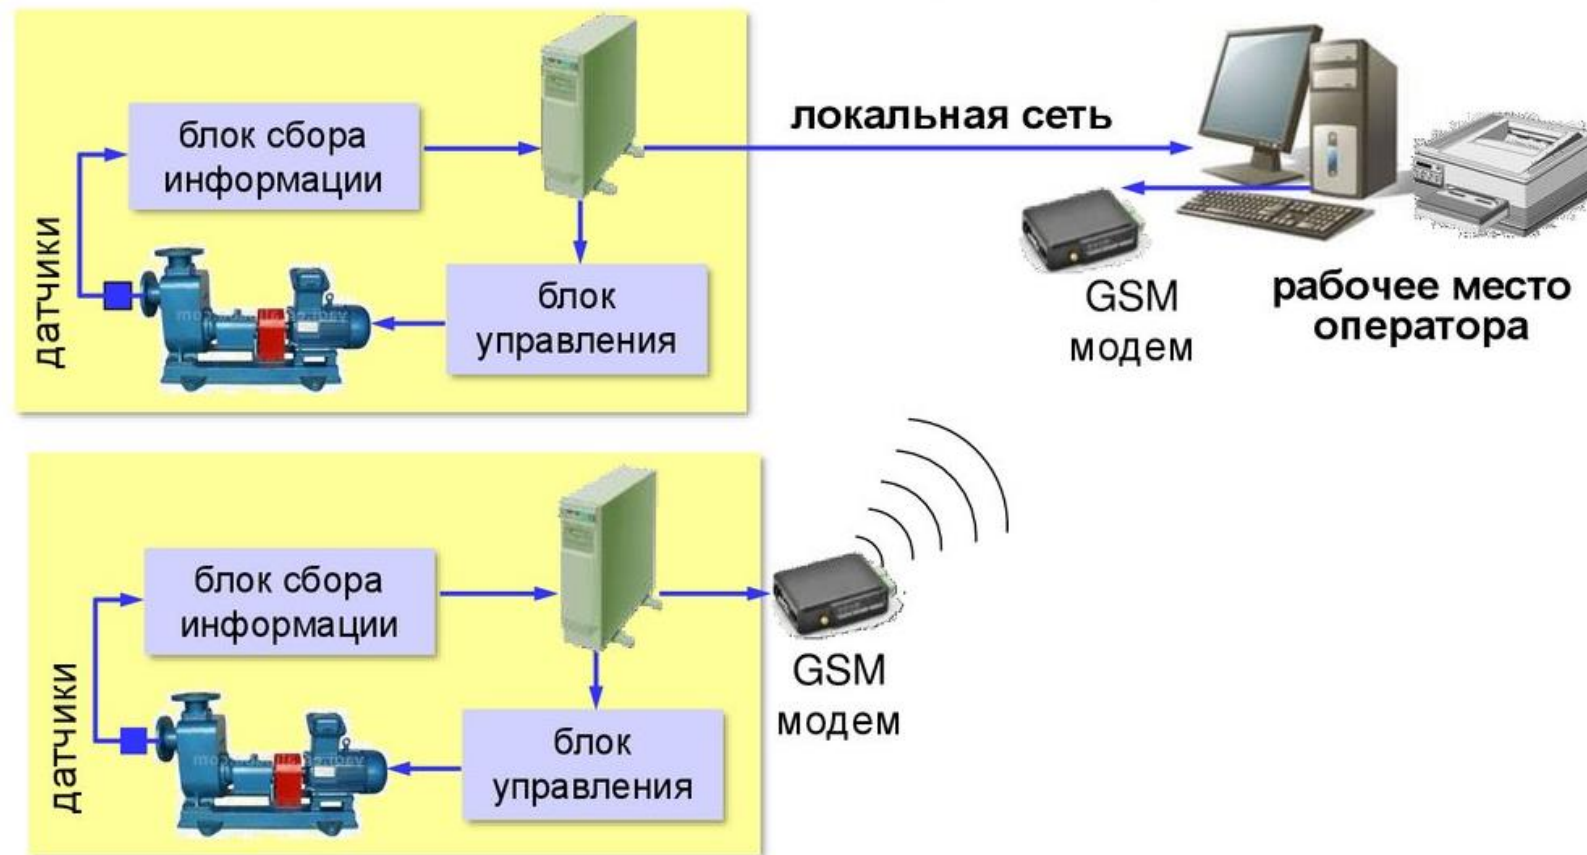 блок сбора
информации
локальная сеть
датчики
блок
управления
GSM
модем
рабочее место
оператора
блок сбора
информации
датчики
блок
управления
GSM
модем